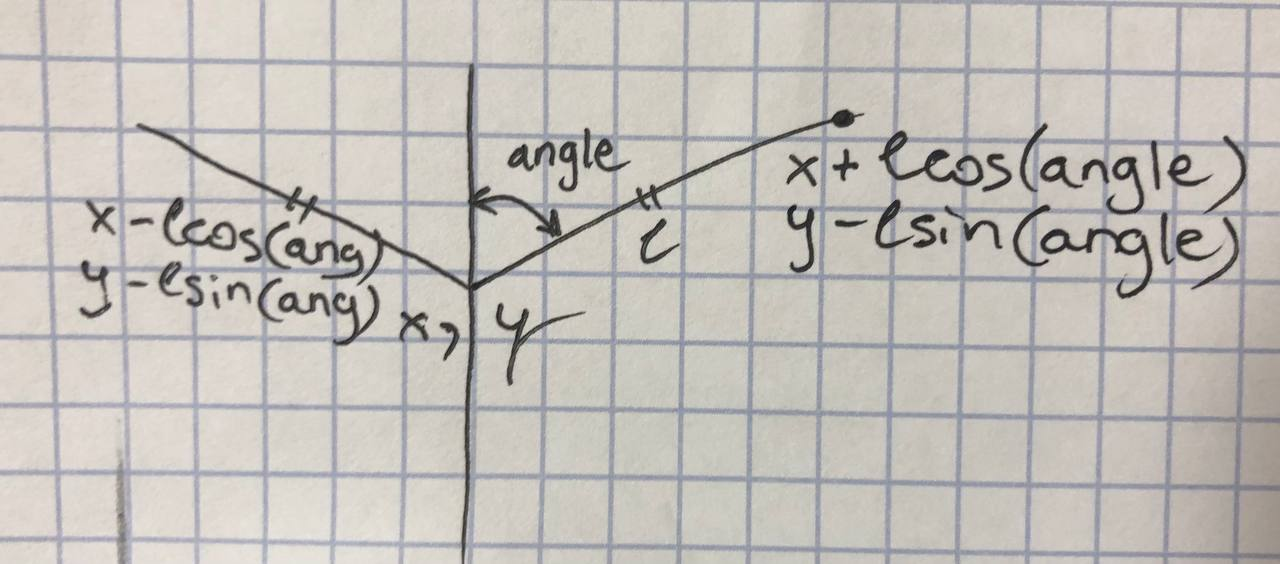 angle
x + lcos(angle)
y - lsin(angle)
l
x - lcos(ang)
y - lsin(ang)
x, y